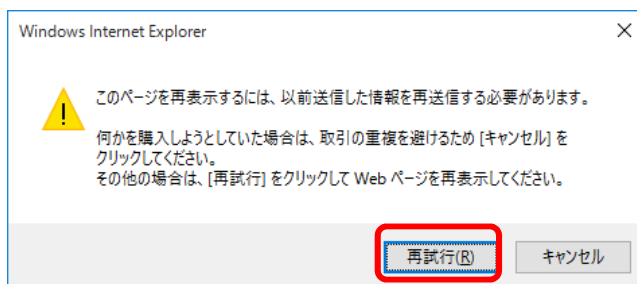 Windows Internet Explorer
このページを再表示するには、以前送信した情報を再送信する必要があります。
何かを購入しようとしていた場合は、取引の重複を避けるため [キャンセル] を
クリックしてください。
その他の場合は、[再試行] をクリックして Web ページを再表示してください。
再試行(R)
キャンセル